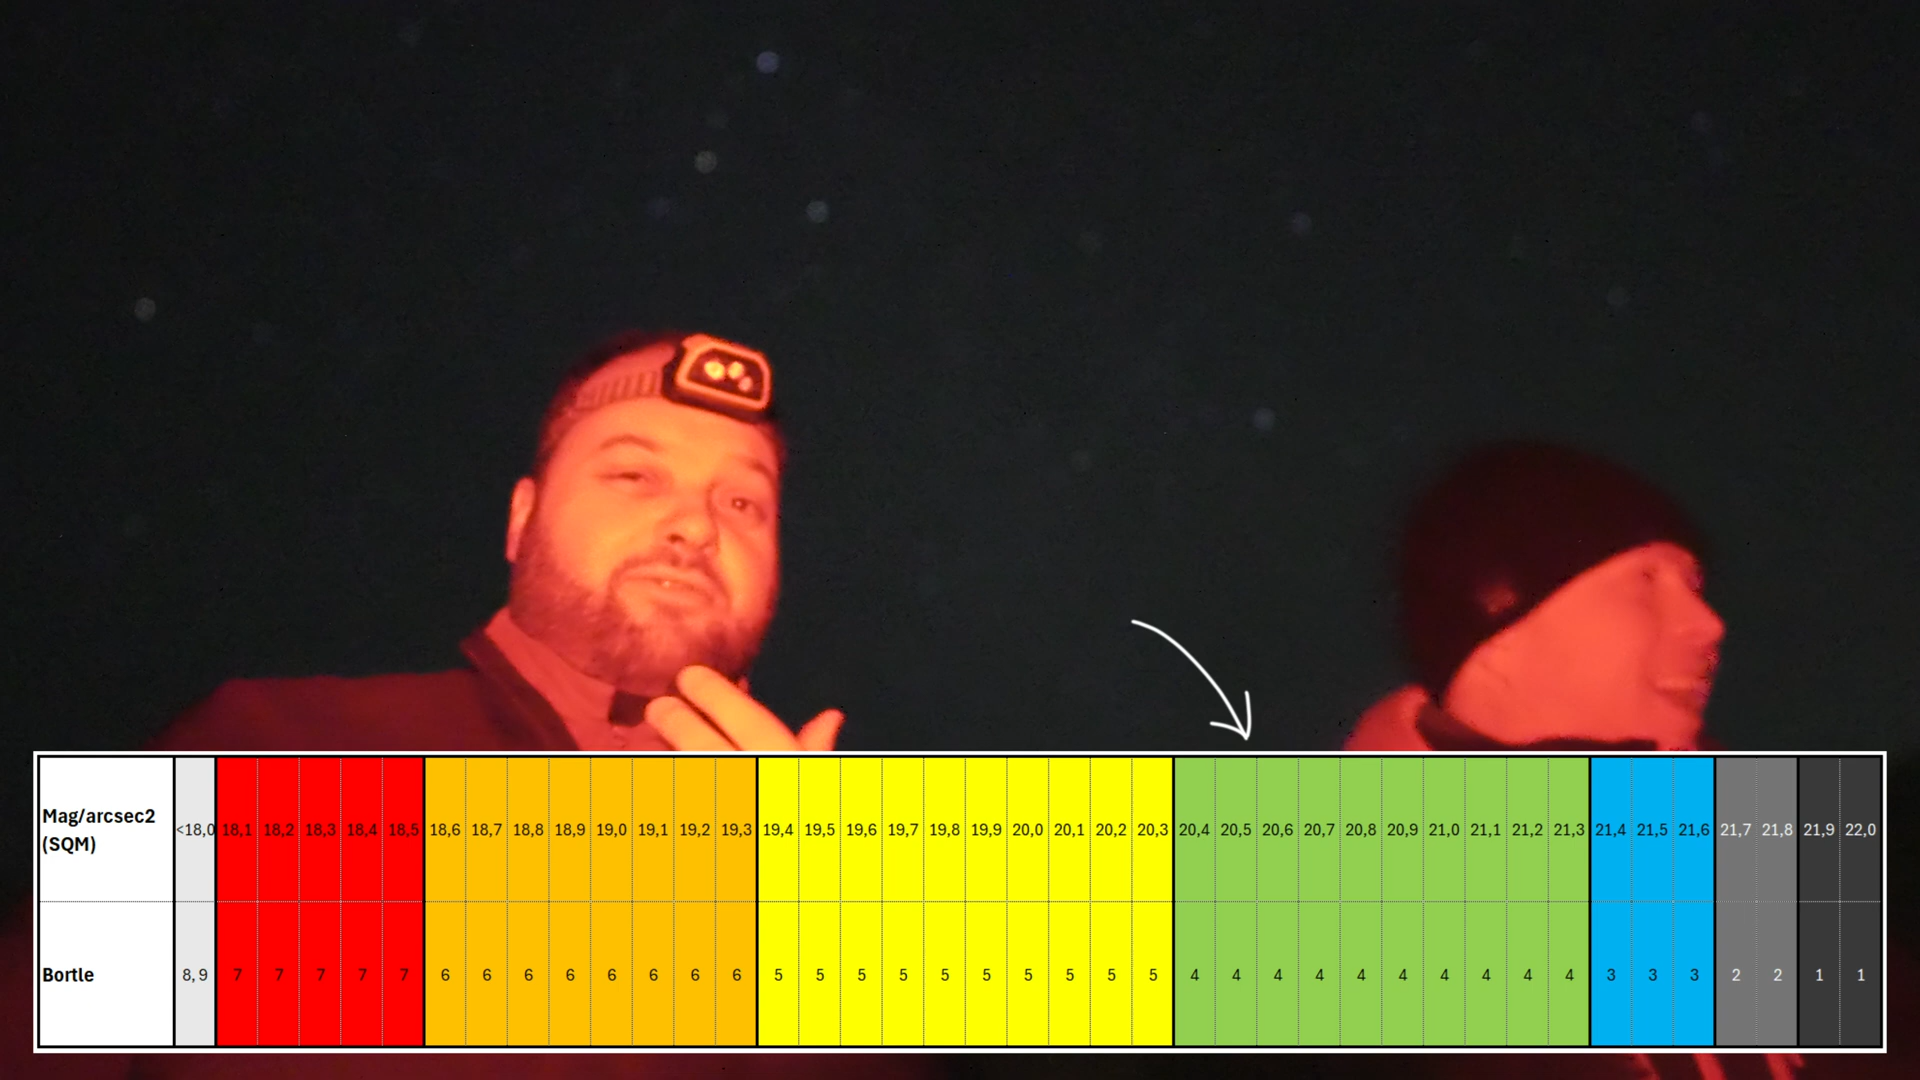 Mag/arcsec2
(SQM)
<18,0 18,1 18,2 18,3 18,4 18,5 18,6 18,7 18,8 18,9 19,0 19,1 19,2 19,3 19,4 19,5 19,6 19,7 19,8 19,9 20,0 20,1 20,2 20,3 20,4 20,5 20,6 20,7 20,8 20,9 21,0 21,1 21,2 21,3 21,4 21,5 21,6 21,7 21,8 21,9 22,0
Bortle 8,9 7 7 7 7 7 6 6 6 6 6 6 6 6 5 5 5 5 5 5 5 5 5 5 4 4 4 4 4 4 4 4 4 4 3 3 3 2 2 1 1